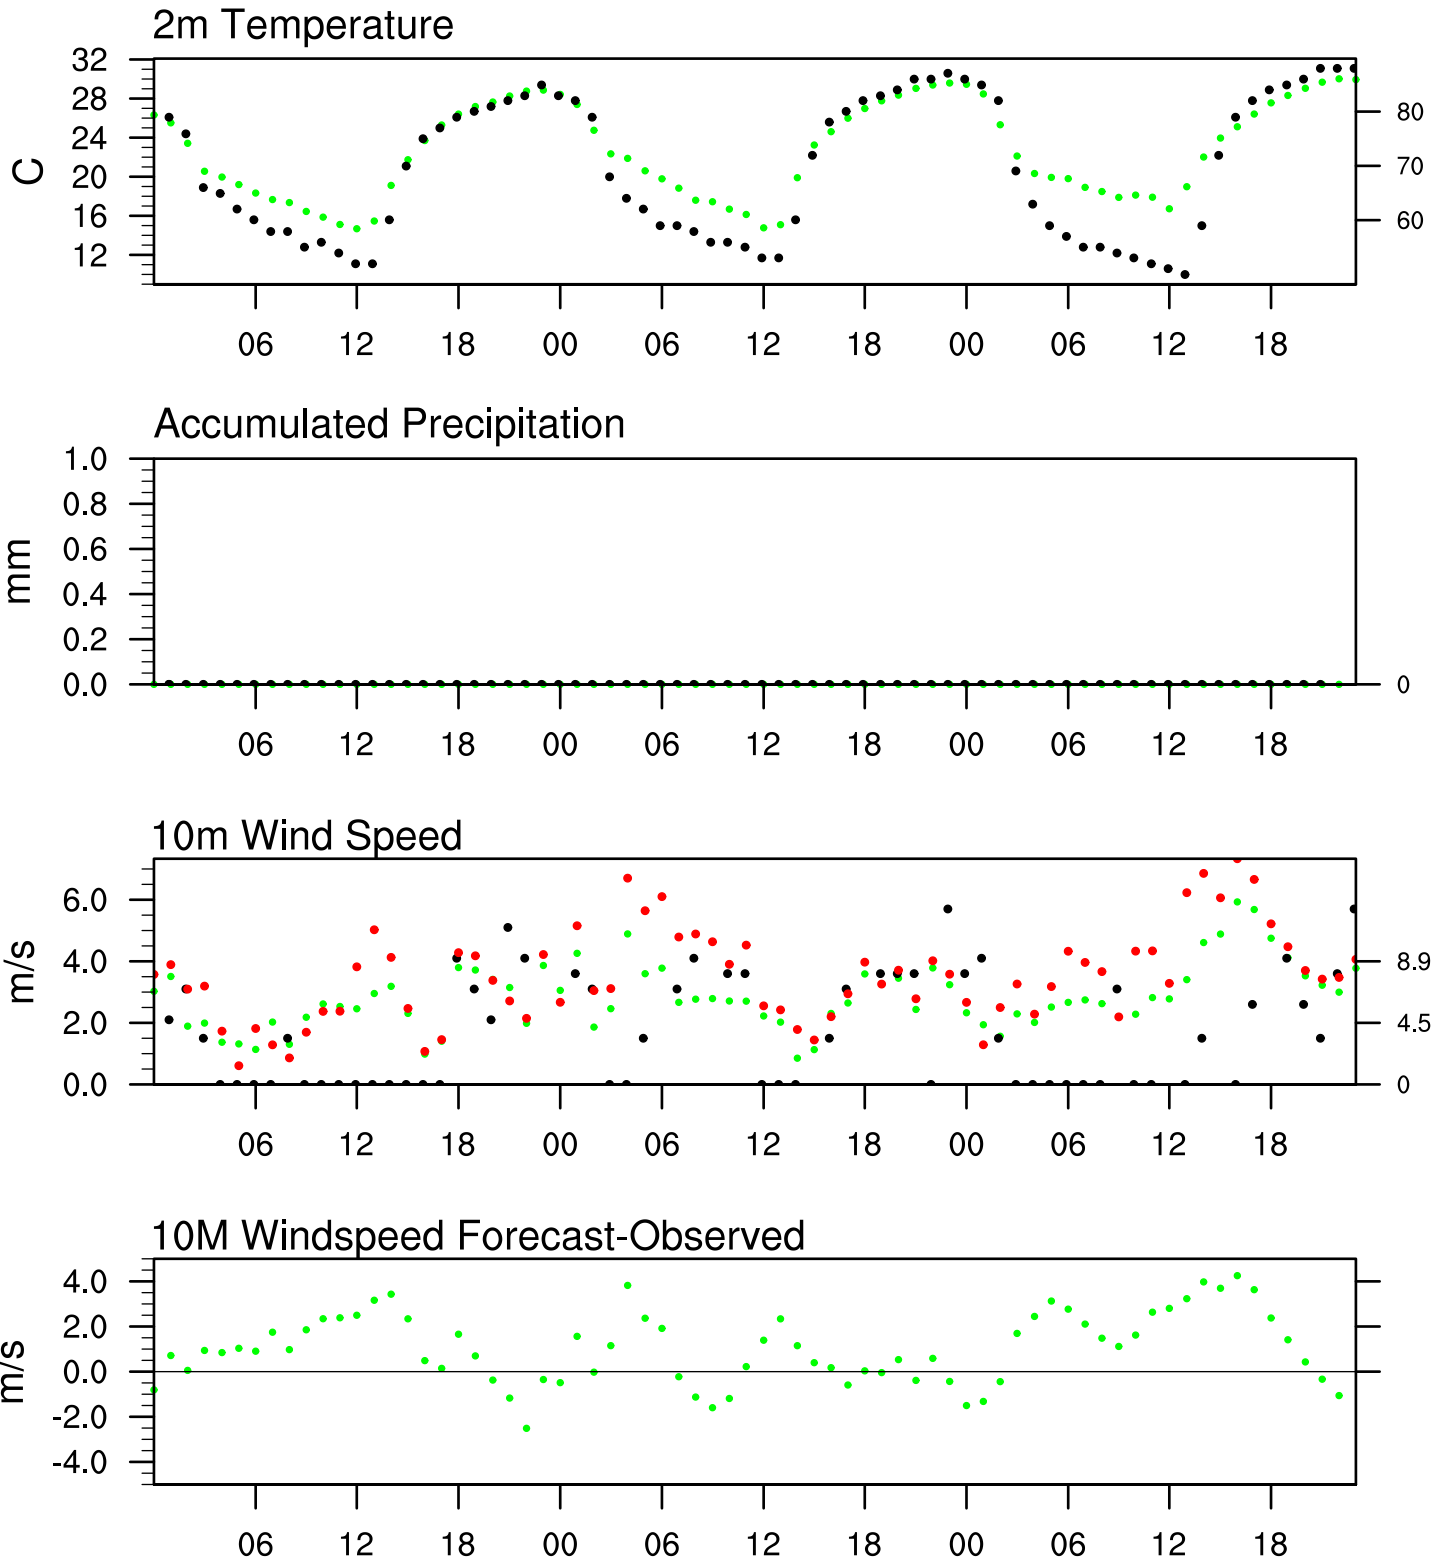 2m Temperature
32
28
24
20
16
12
C
80
70
60
06 12 18 00 06 12 18 00 06 12 18
Accumulated Precipitation
1.0
0.8
0.6
0.4
0.2
0.0
mm
0
06 12 18 00 06 12 18 00 06 12 18
10m Wind Speed
6.0
4.0
2.0
0.0
m/s
8.9
4.5
0
06 12 18 00 06 12 18 00 06 12 18
10M Windspeed Forecast-Observed
4.0
2.0
0.0
-2.0
-4.0
m/s
06 12 18 00 06 12 18 00 06 12 18